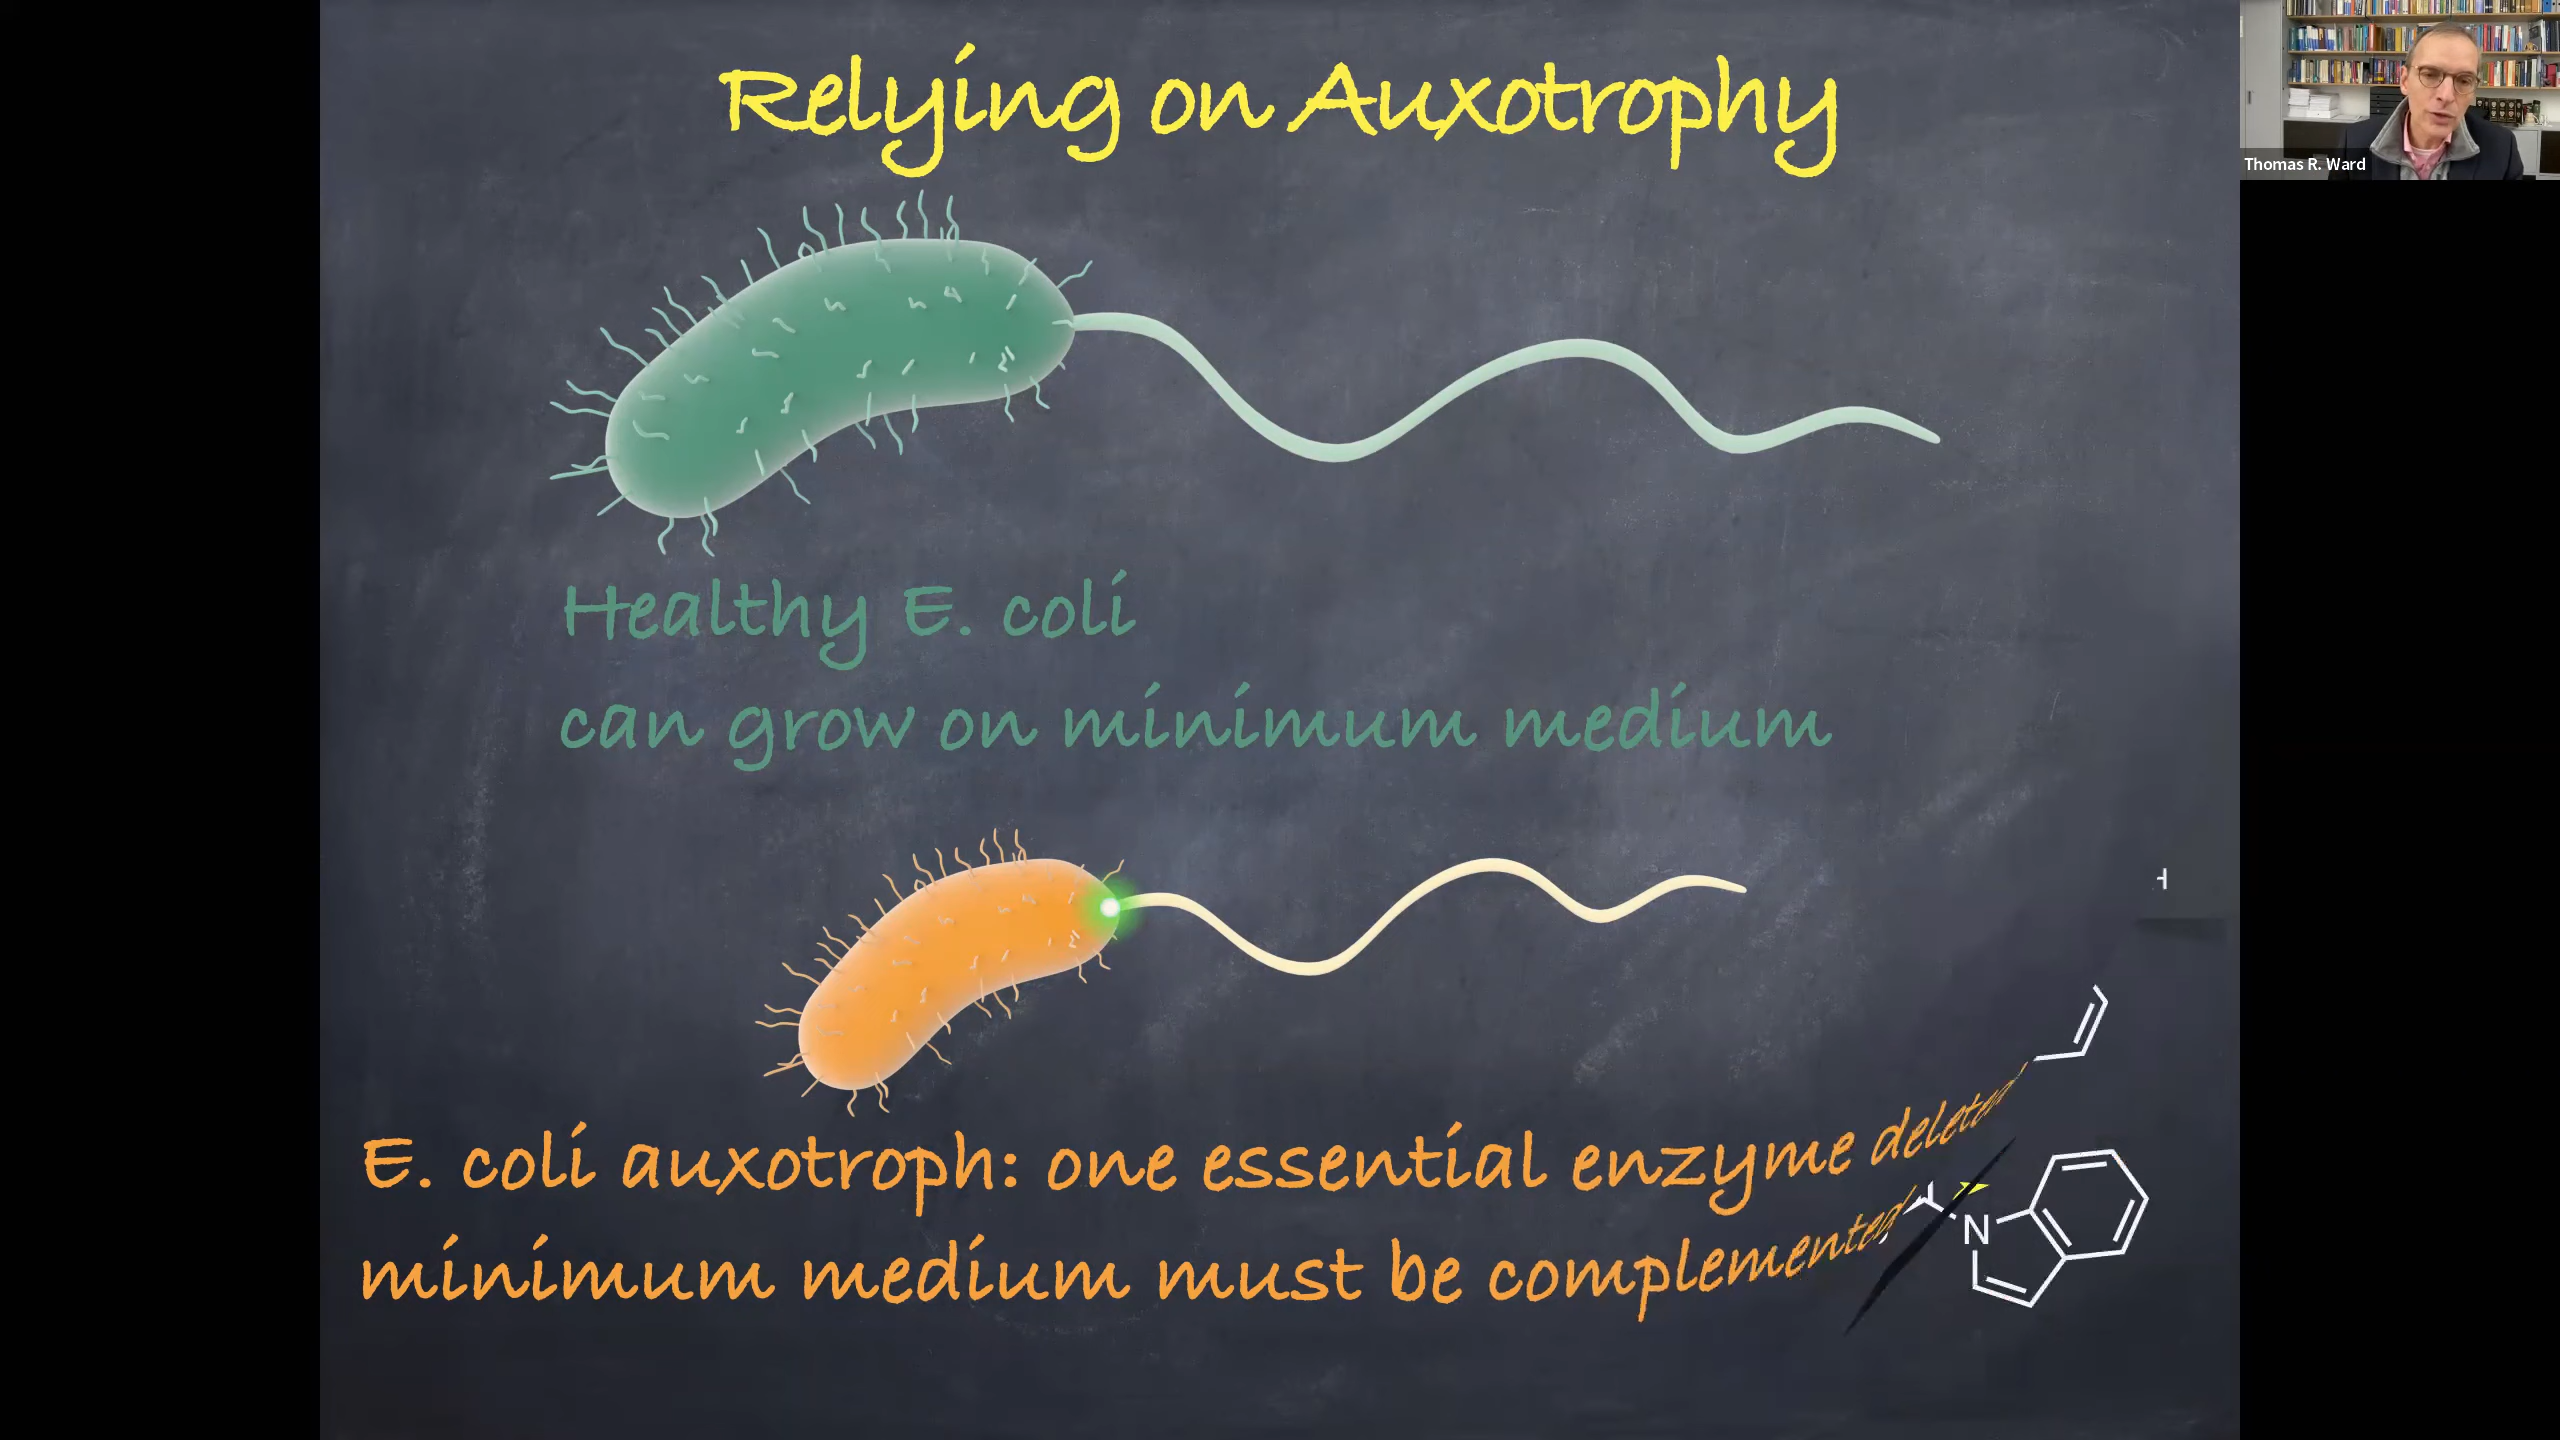 Relying on Auxotrophy
Thomas R. Ward
Healthy E. coli
can grow on minimum medium
H
E. coli auxotroph: one essential enzyme deleted
minimum medium must be complemented
N